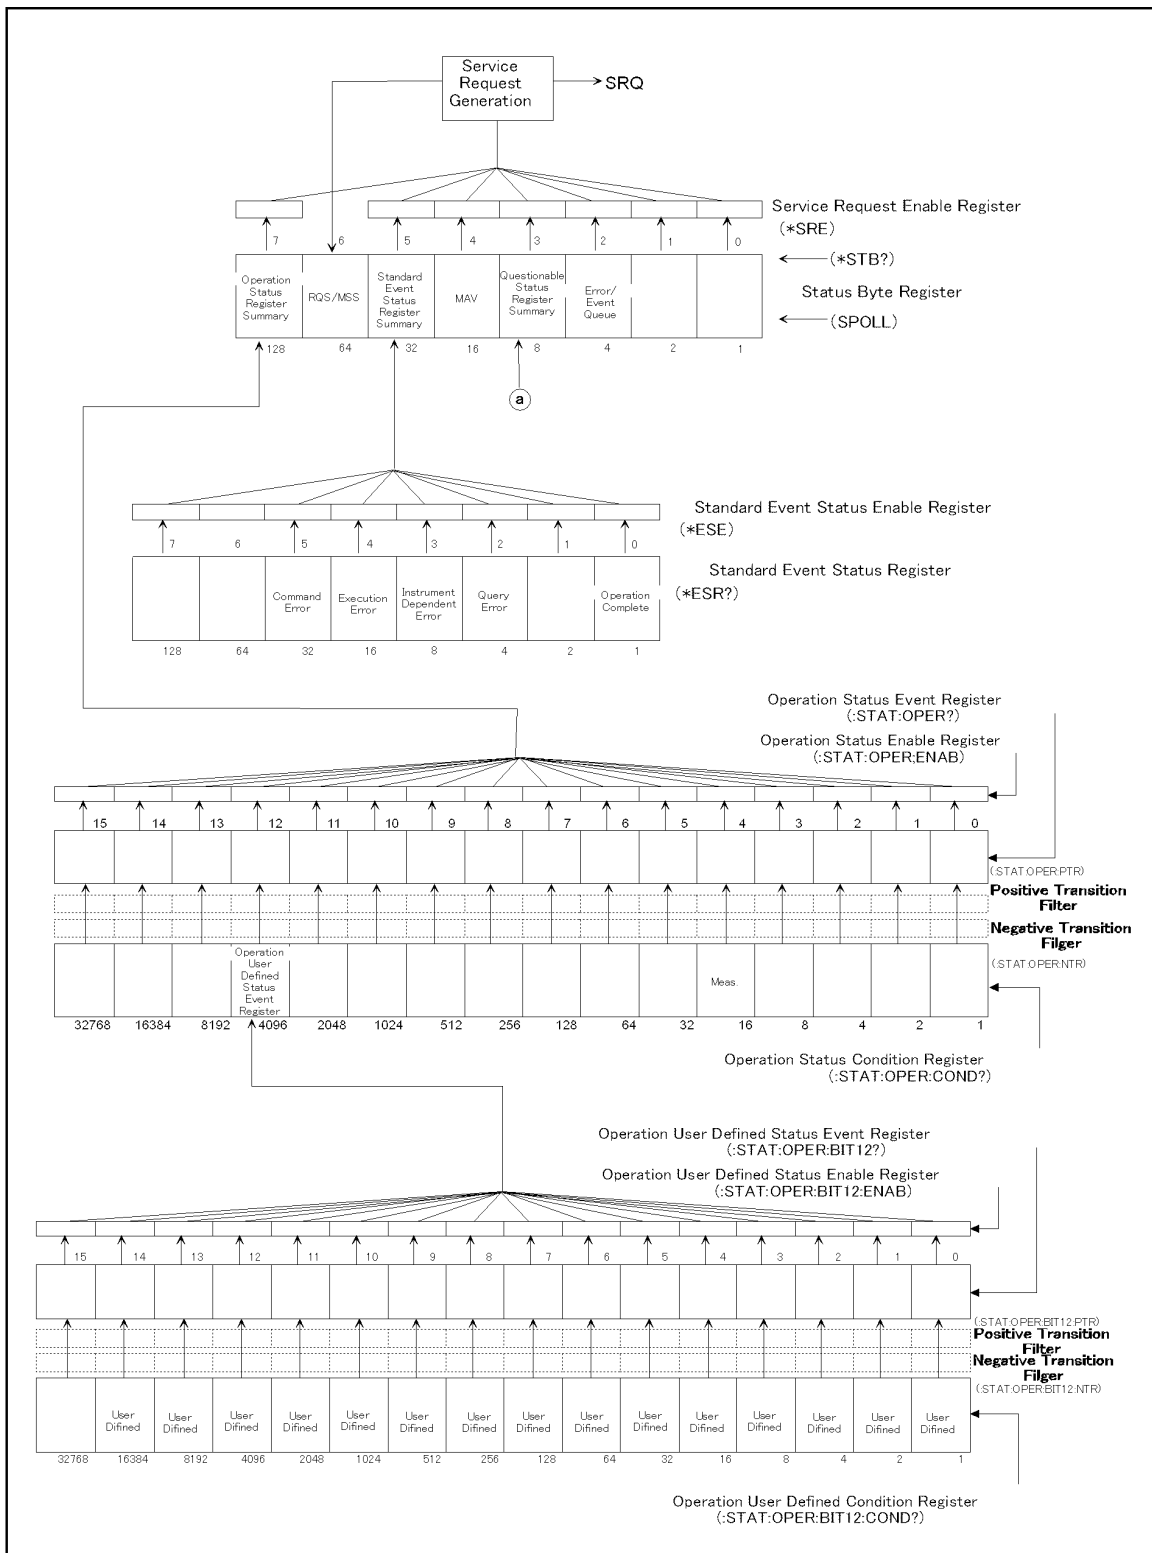 Service
Request
Generation
SRQ
Service Request Enable Register
(*SRE)
7 6 5 4 3 2 1 0
(*STB?)
Operation
Status
Register
Summary
RQS/MSS
Standard
Event
Status
Register
Summary
MAV
Questionable
Status
Register
Summary
Error/
Event
Queue
Status Byte Register
(SPOLL)
128 64 32 16 8 4 2 1
a
Standard Event Status Enable Register
(*ESE)
7 6 5 4 3 2 1 0
Standard Event Status Register
(*ESR?)
Command
Error
Execution
Error
Instrument
Dependent
Error
Query
Error
Operation
Complete
128 64 32 16 8 4 2 1
Operation Status Event Register
(:STAT:OPER?)
Operation Status Enable Register
(:STAT:OPER;ENAB)
15 14 13 12 11 10 9 8 7 6 5 4 3 2 1 0
(:STAT:OPER:PTR)
Positive Transition
Filter
Negative Transition
Filger
(:STAT:OPER:NTR)
Operation
User
Defined
Status
Event
Register
Meas.
32768 16384 8192 4096 2048 1024 512 256 128 64 32 16 8 4 2 1
Operation Status Condition Register
(:STAT:OPER:COND?)
Operation User Defined Status Event Register
(:STAT:OPER:BIT12?)
Operation User Defined Status Enable Register
(:STAT:OPER:BIT12:ENAB)
15 14 13 12 11 10 9 8 7 6 5 4 3 2 1 0
(:STAT:OPER:BIT12:PTR)
Positive Transition
Filter
Negative Transition
Filger
(:STAT:OPER:BIT12:NTR)
User
Difined
User
Difined
User
Difined
User
Difined
User
Difined
User
Difined
User
Difined
User
Difined
User
Difined
User
Difined
User
Difined
User
Difined
User
Difined
User
Difined
User
Difined
32768 16384 8192 4096 2048 1024 512 256 128 64 32 16 8 4 2 1
Operation User Defined Condition Register
(:STAT:OPER:BIT12:COND?)